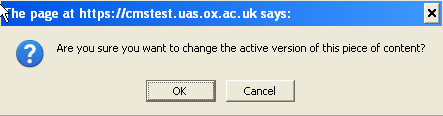 The page at https://cmstest.uas.ox.ac.uk says:
Are you sure you want to change the active version of this piece of content?
OK Cancel